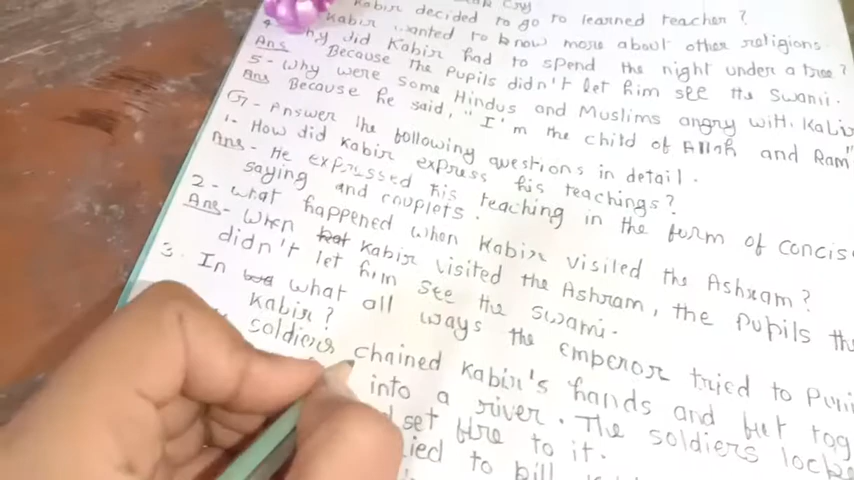 Kabir decided to go to learned teacher?
Kabir wanted to know more about other religions.
4- Why did Kabir had to spend the night under a tree?
Ans Because the pupils didn't let him see the Swami.
5- Why were some Hindus and Muslims angry with
Ans Because he said, "I'm the child of Allah and Ram"
G7- Answer the following questions in detail.
1- How did kabir express his teachings?
Ans- He expressed his teaching in the form of concis
saying and couplets.
2- what happened when Kabir visited the Ashram?
Ans- When Kabir visited the Ashram, the Pupils
didn't let him see the swami.
3. In what all ways the emperor tried to
Kabir?
soldiers chained Kabir's hands and
into a river. The soldiers
set fire to it.
to kill